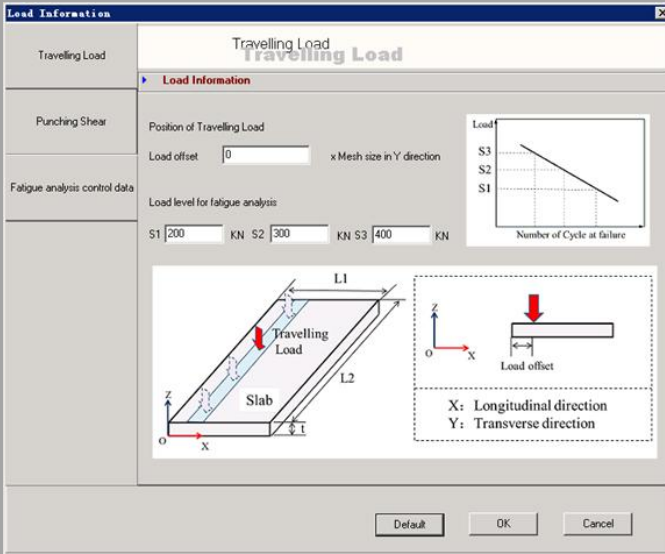 Load Information
Travelling Load
Punching Shear
Fatigue analysis control data
Travelling Load
Travelling Load
Load Information
Position of Travelling Load
Load offset 0 x Mesh size in Y direction
Load level for fatigue analysis
S1 200 KN S2 300 KN S3 400 KN
Load
S3
S2
S1
Number of Cycle at failure
L1
Travelling
Load
L2
Slab
Z
O
X
t
Z
O
X
Load offset
X: Longitudinal direction
Y: Transverse direction
Default OK Cancel